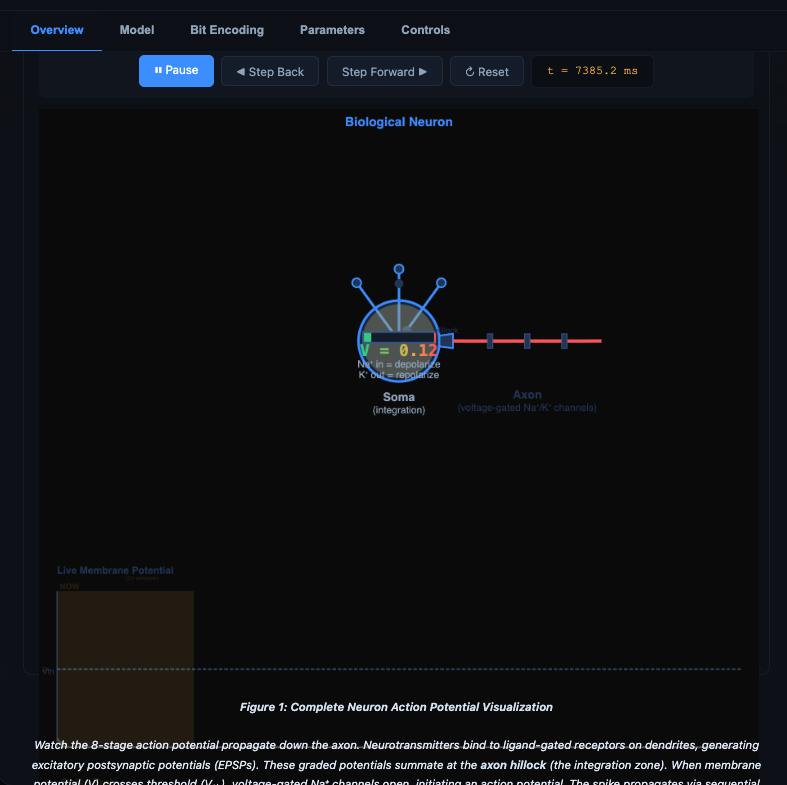 Overview Model Bit Encoding Parameters Controls
⏸ Pause ◀ Step Back Step Forward ▶ ↻ Reset t = 7385.2 ms
Biological Neuron
V = 0.12
Na⁺ in = depolarize
K⁺ out = repolarize
Soma
(integration)
Axon
(voltage-gated Na⁺/K⁺ channels)
Live Membrane Potential
NOW
Vth
Figure 1: Complete Neuron Action Potential Visualization
Watch the 8-stage action potential propagate down the axon. Neurotransmitters bind to ligand-gated receptors on dendrites, generating
excitatory postsynaptic potentials (EPSPs). These graded potentials summate at the axon hillock (the integration zone). When membrane
potential (V) crosses threshold (V), voltage-gated Na⁺ channels open, initiating an action potential. The spike propagates via sequential